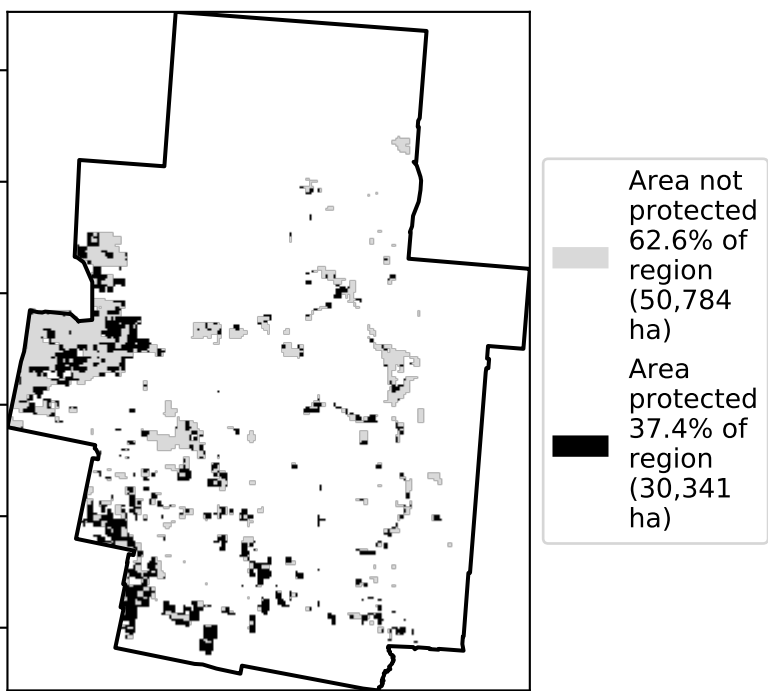 Area not
protected
62.6% of
region
(50,784
ha)
Area
protected
37.4% of
region
(30,341
ha)